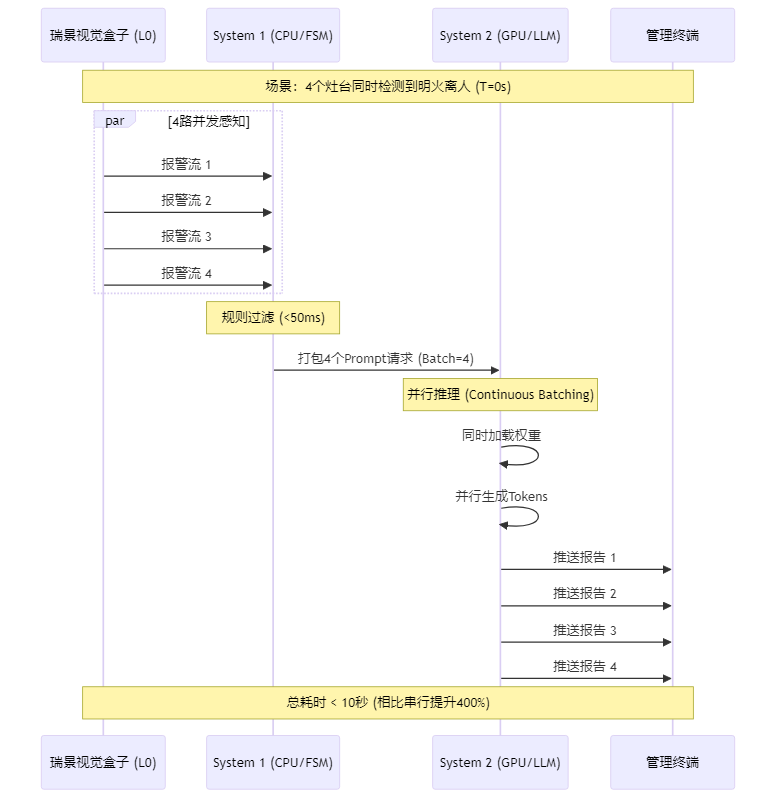 瑞景视觉盒子 (L0)
System 1 (CPU/FSM)
System 2 (GPU/LLM)
管理终端
场景：4个灶台同时检测到明火离人 (T=0s)
par
[4路并发感知]
报警流 1
报警流 2
报警流 3
报警流 4
规则过滤 (<50ms)
打包4个Prompt请求 (Batch=4)
并行推理 (Continuous Batching)
同时加载权重
并行生成Tokens
推送报告 1
推送报告 2
推送报告 3
推送报告 4
总耗时 < 10秒 (相比串行提升400%)
瑞景视觉盒子 (L0)
System 1 (CPU/FSM)
System 2 (GPU/LLM)
管理终端